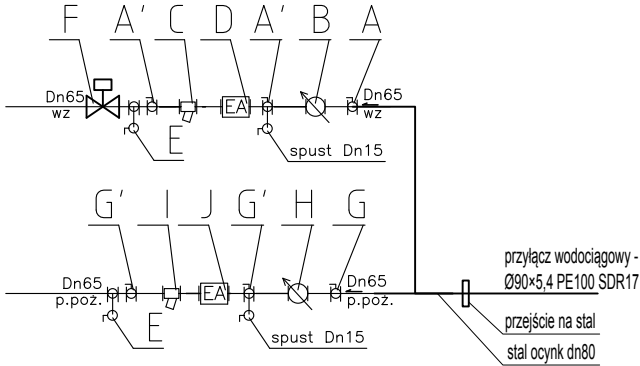 F A' C D A' B A
Dn65
wz
EA
Dn65
wz
E
spust Dn15
G' I J G' H G
Dn65
p.poż.
EA
Dn65
p.poż.
E
spust Dn15
przyłącz wodociągowy -
Ø90×5,4 PE100 SDR17
przejście na stal
stal ocynk dn80